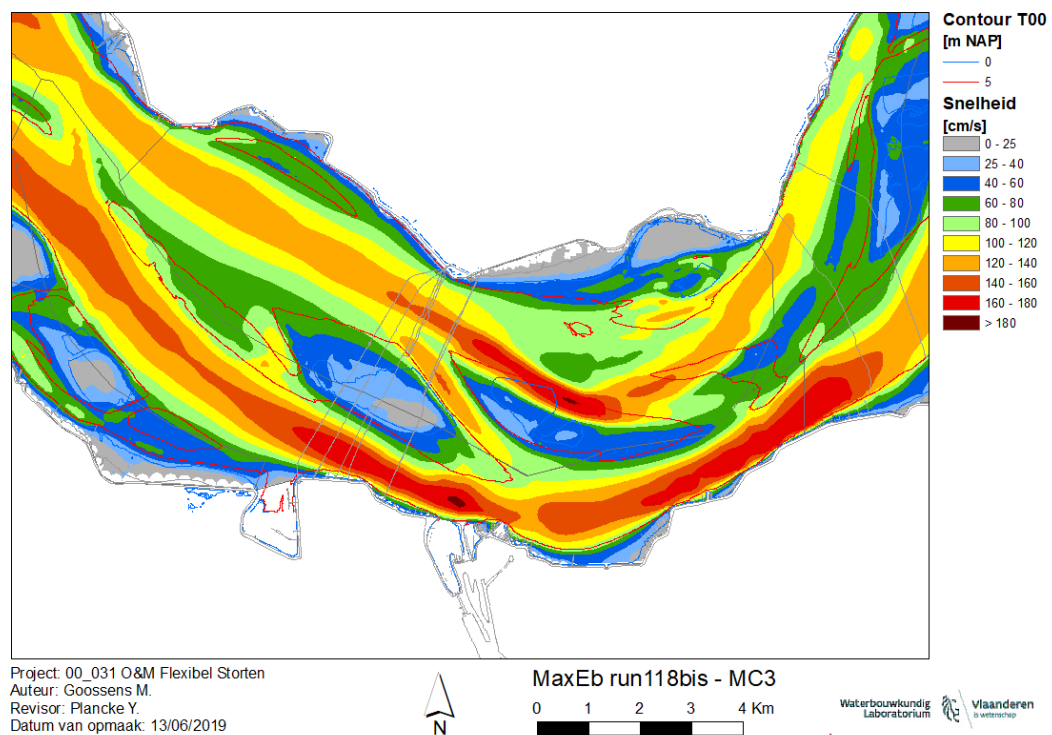 Contour T00
[m NAP]
0
5
Snelheid
[cm/s]
0 - 25
25 - 40
40 - 60
60 - 80
80 - 100
100 - 120
120 - 140
140 - 160
160 - 180
> 180
Project: 00_031 O&M Flexibel Storten
Auteur: Goossens M.
Revisor: Plancke Y.
Datum van opmaak: 13/06/2019
N
MaxEb run118bis - MC3
0 1 2 3 4 Km
Waterbouwkundig
Laboratorium
Vlaanderen
is wetenschap